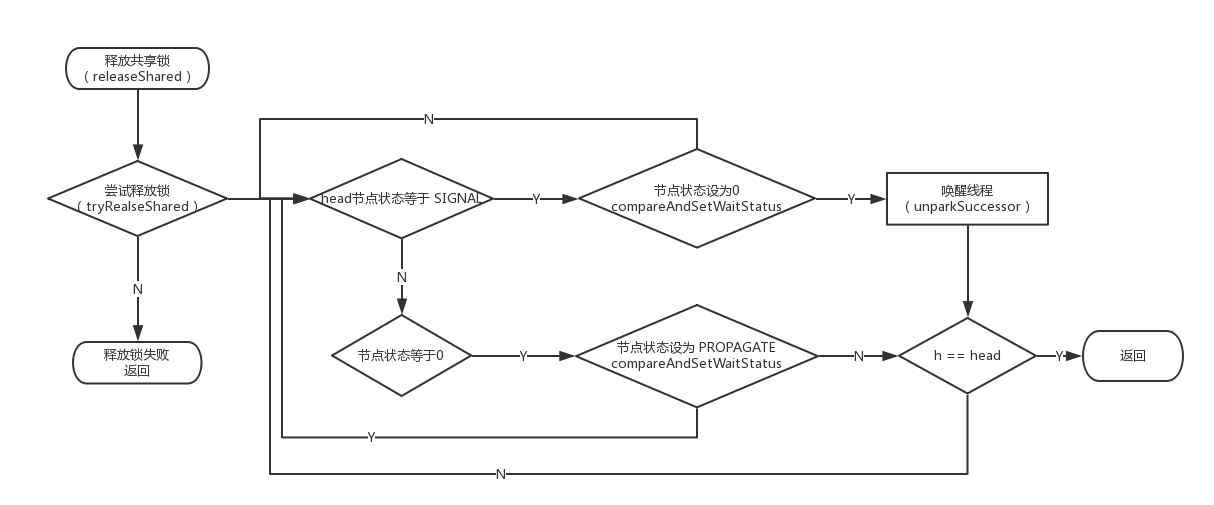 释放共享锁
（releaseShared）
尝试释放锁
（tryRealseShared）
N
释放锁失败
返回
N
head节点状态等于 SIGNAL
Y
节点状态设为0
compareAndSetWaitStatus
Y
唤醒线程
（unparkSuccessor）
N
节点状态等于0
Y
节点状态设为 PROPAGATE
compareAndSetWaitStatus
N
h == head
Y
返回
Y
N